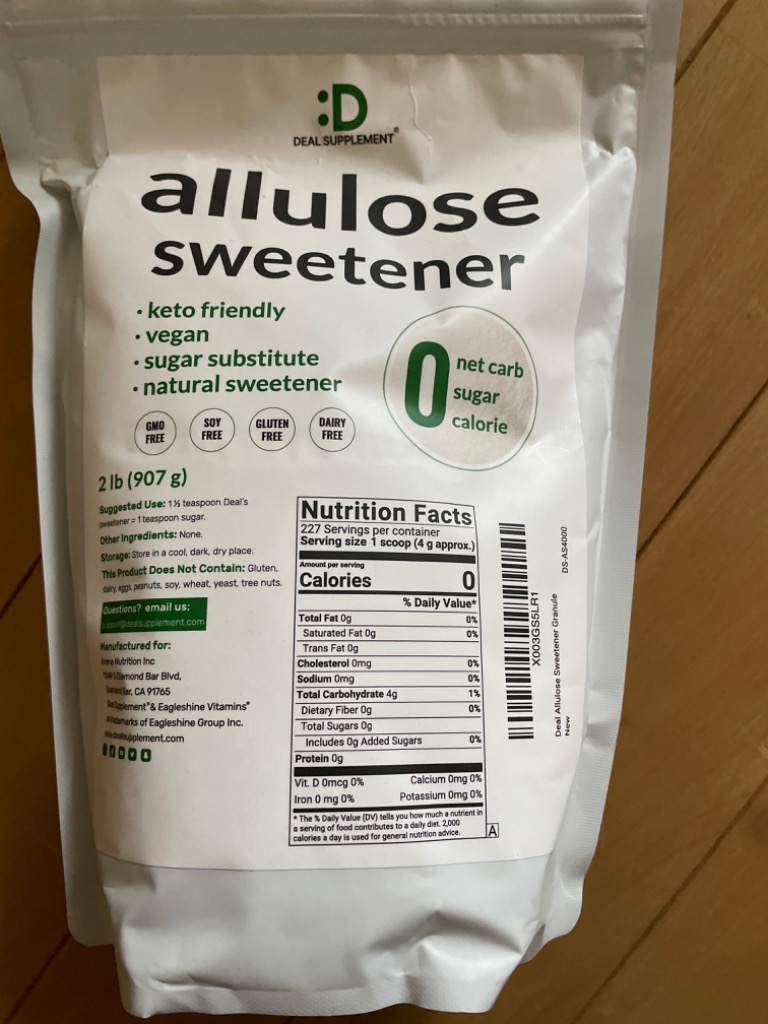 :D
DEAL SUPPLEMENT®
allulose
sweetener
· keto friendly
· vegan
· sugar substitute
· natural sweetener
0 net carb
sugar
calorie
GMO
FREE
SOY
FREE
GLUTEN
FREE
DAIRY
FREE
2 lb (907 g)
Suggested Use: 1⅓ teaspoon Deal's
sweetener = 1 teaspoon sugar.
Other Ingredients: None.
Storage: Store in a cool, dark, dry place.
This Product Does Not Contain: Gluten,
dairy, eggs, peanuts, soy, wheat, yeast, tree nuts.
Questions? email us:
support@dealsupplement.com
Manufactured for:
Nutrition Inc
Diamond Bar Blvd,
Diamond Bar, CA 91765
Deal Supplement® & Eagleshine Vitamins®
trademarks of Eagleshine Group Inc.
www.dealsupplement.com
Nutrition Facts
227 Servings per container
Serving size 1 scoop (4 g approx.)
Amount per serving
Calories 0
% Daily Value*
Total Fat 0g 0%
Saturated Fat 0g 0%
Trans Fat 0g
Cholesterol 0mg 0%
Sodium 0mg 0%
Total Carbohydrate 4g 1%
Dietary Fiber 0g 0%
Total Sugars 0g
Includes 0g Added Sugars 0%
Protein 0g
Vit. D 0mcg 0% Calcium 0mg 0%
Iron 0 mg 0% Potassium 0mg 0%
* The % Daily Value (DV) tells you how much a nutrient in
a serving of food contributes to a daily diet. 2,000
calories a day is used for general nutrition advice.
A
X003GS5LR1
Deal Allulose Sweetener Granule
New
DS-AS4000